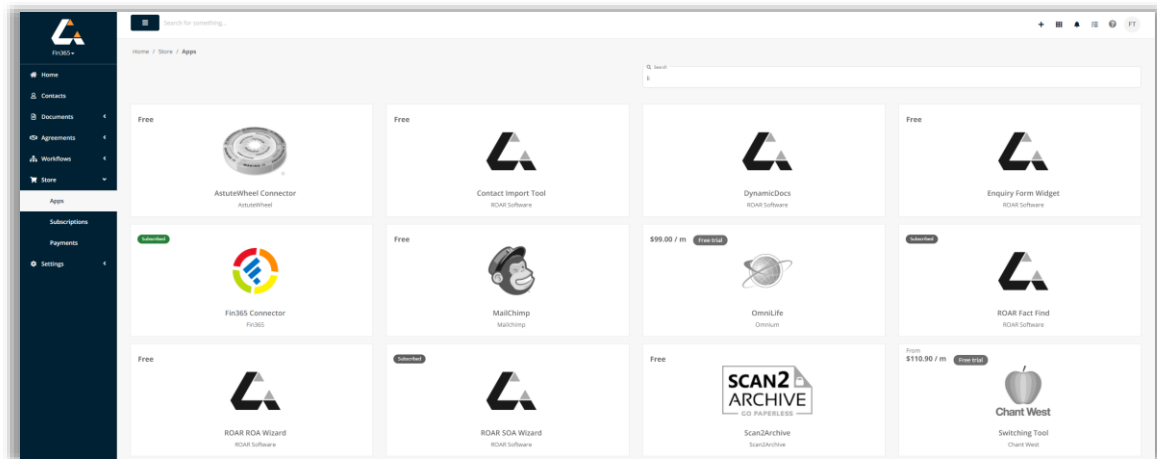 Search for something...
FT
Fin365
Home / Store / Apps
Home
Contacts
Documents
Agreements
Workflows
Store
Apps
Subscriptions
Payments
Settings
Search
Free
AstuteWheel Connector
AstuteWheel
Free
Contact Import Tool
ROAR Software
DynamicDocs
ROAR Software
Free
Enquiry Form Widget
ROAR Software
Subscribed
Fin365 Connector
Fin365
Free
MailChimp
Mailchimp
$99.00 / m Free trial
OmniLife
Omnium
Subscribed
ROAR Fact Find
ROAR Software
Free
ROAR ROA Wizard
ROAR Software
Subscribed
ROAR SOA Wizard
ROAR Software
Free
SCAN2
ARCHIVE
GO PAPERLESS
Scan2Archive
Scan2Archive
From
$110.90 / m Free trial
Chant West
Switching Tool
Chant West